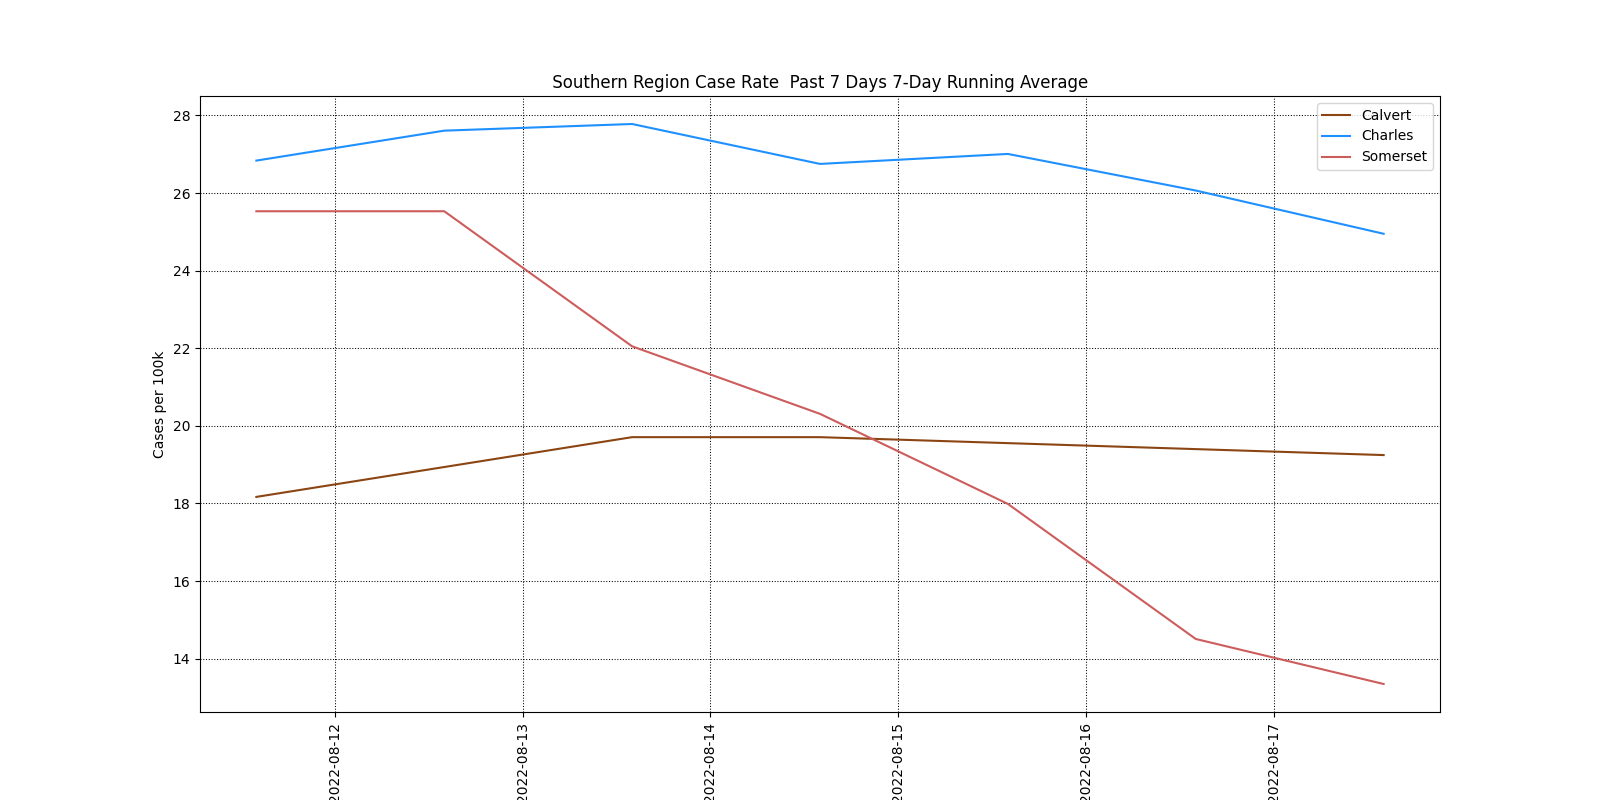 Southern Region Case Rate  Past 7 Days 7-Day Running Average
Calvert
Charles
Somerset
Cases per 100k
28
26
24
22
20
18
16
14
2022-08-12
2022-08-13
2022-08-14
2022-08-15
2022-08-16
2022-08-17